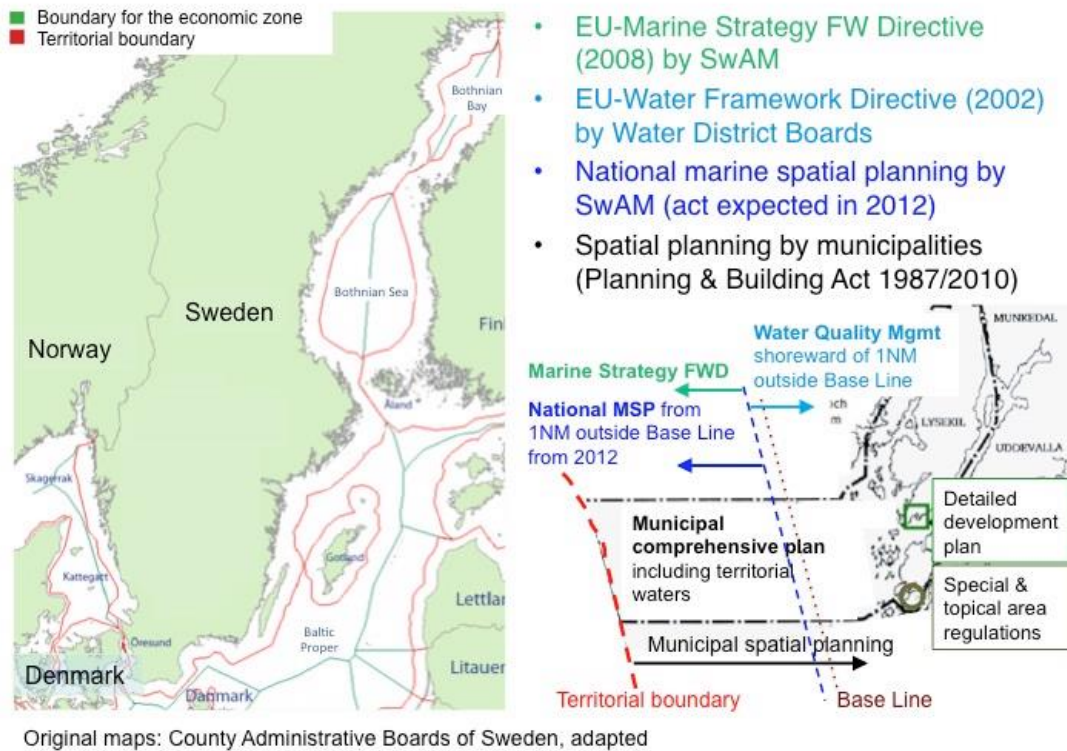 Boundary for the economic zone
Territorial boundary
Bothnian
Bay
Bothnian Sea
Sweden
Finl
Norway
Åland
Skagerrak
Gotland
Kattegatt
Lettlan
Öresund
Baltic
Proper
Litauer
Denmark
Danmark
• EU-Marine Strategy FW Directive
(2008) by SwAM
• EU-Water Framework Directive (2002)
by Water District Boards
• National marine spatial planning by
SwAM (act expected in 2012)
• Spatial planning by municipalities
(Planning & Building Act 1987/2010)
MUNKEDAL
Water Quality Mgmt
shoreward of 1NM
outside Base Line
Marine Strategy FWD
och
m
LYSEKIL
UDDEVALLA
National MSP from
1NM outside Base Line
from 2012
Detailed
development
plan
Municipal
comprehensive plan
including territorial
waters
Special &
topical area
regulations
Municipal spatial planning
Territorial boundary
Base Line
Original maps: County Administrative Boards of Sweden, adapted